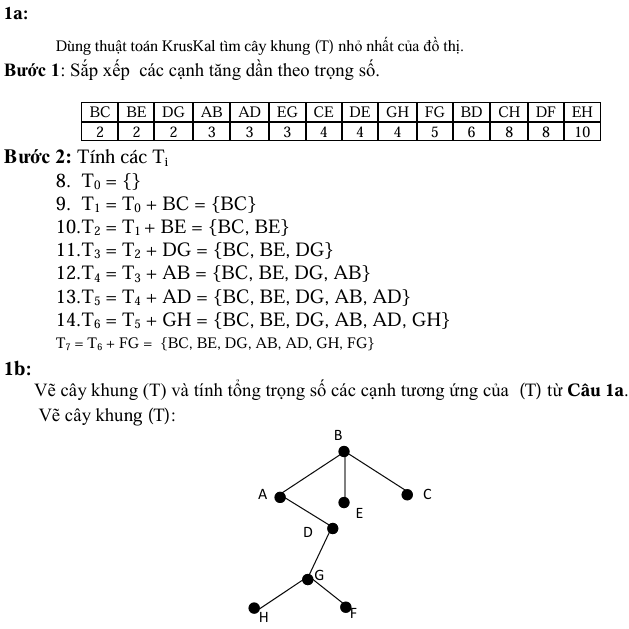 1a:
Dùng thuật toán KrusKal tìm cây khung (T) nhỏ nhất của đồ thị.
Bước 1: Sắp xếp các cạnh tăng dần theo trọng số.
BC BE DG AB AD EG CE DE GH FG BD CH DF EH
2 2 2 3 3 3 4 4 4 5 6 8 8 10
Bước 2: Tính các Ti
8. T0 = {}
9. T1 = T0 + BC = {BC}
10.T2 = T1 + BE = {BC, BE}
11.T3 = T2 + DG = {BC, BE, DG}
12.T4 = T3 + AB = {BC, BE, DG, AB}
13.T5 = T4 + AD = {BC, BE, DG, AB, AD}
14.T6 = T5 + GH = {BC, BE, DG, AB, AD, GH}
T7 = T6 + FG = {BC, BE, DG, AB, AD, GH, FG}
1b:
Vẽ cây khung (T) và tính tổng trọng số các cạnh tương ứng của (T) từ Câu 1a.
Vẽ cây khung (T):
B
A
C
E
D
G
H
F